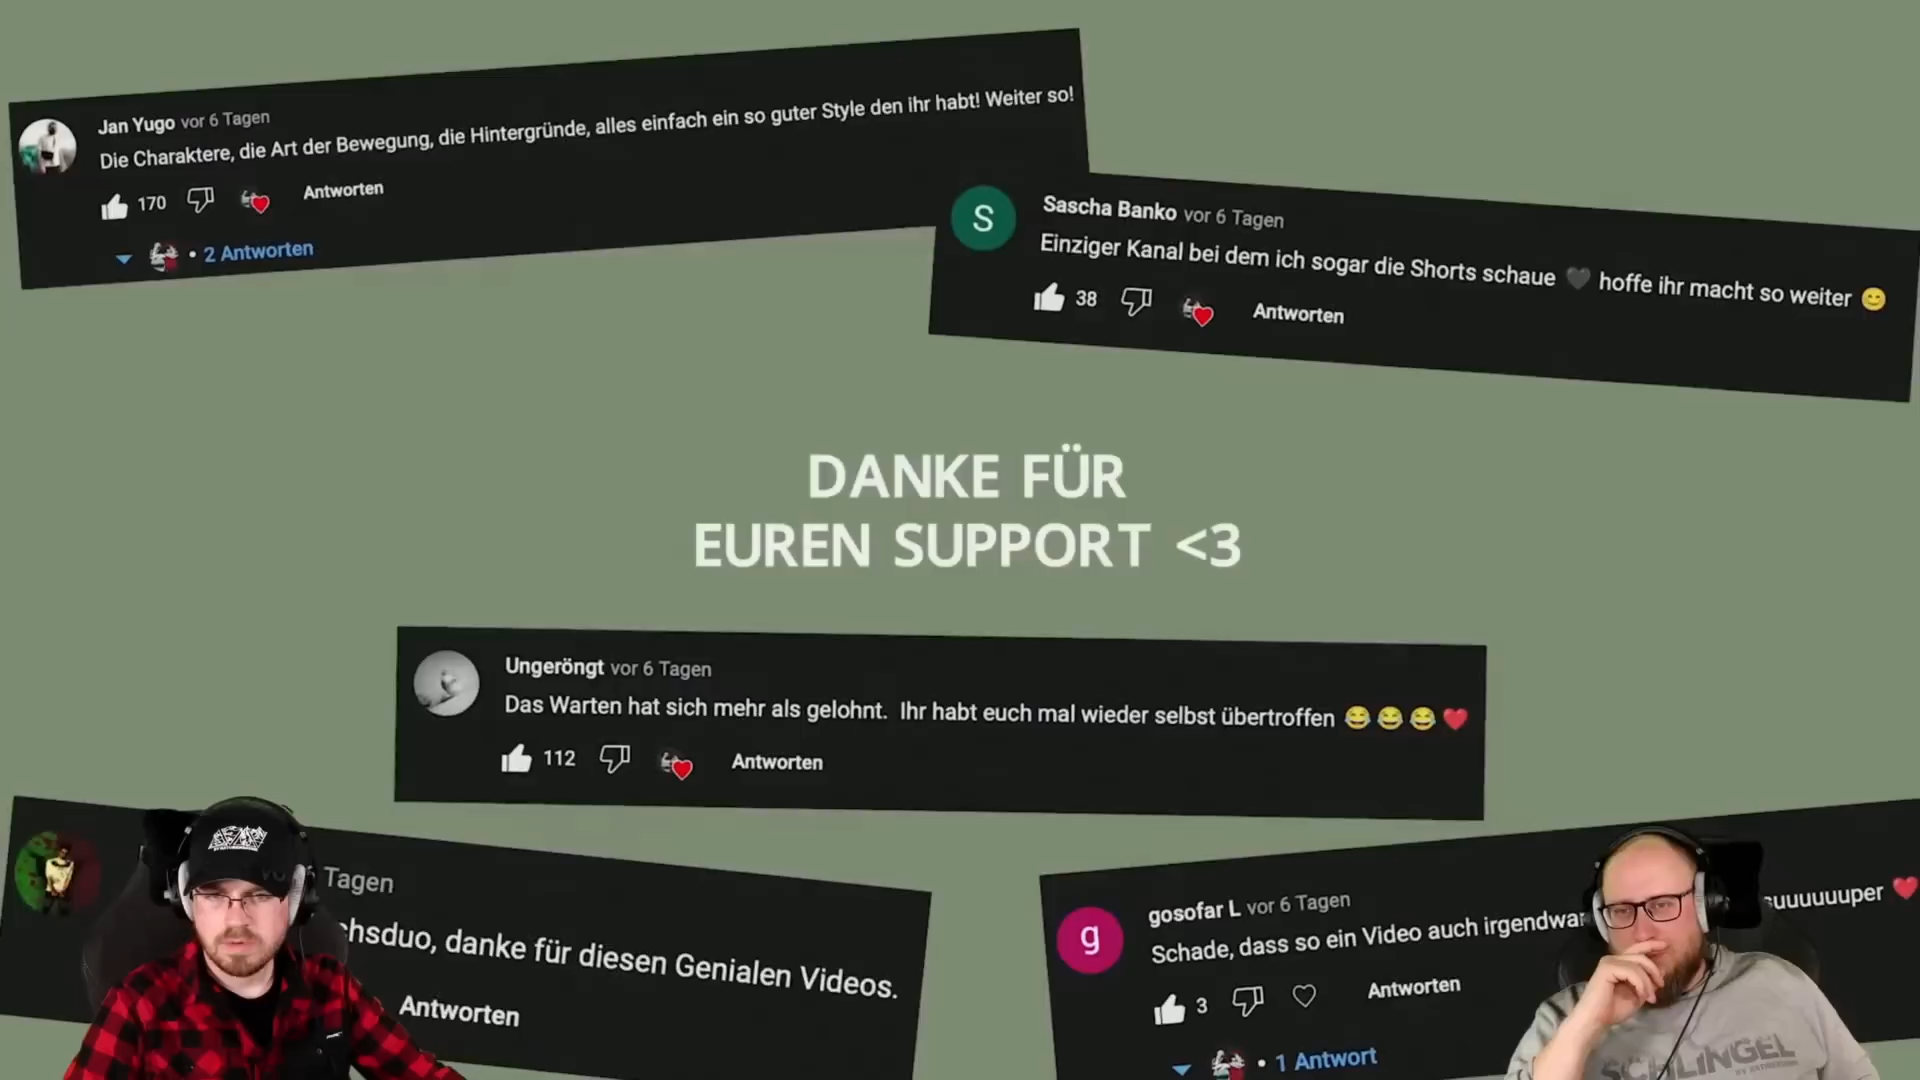 Jan Yugo vor 6 Tagen
Die Charaktere, die Art der Bewegung, die Hintergründe, alles einfach ein so guter Style den ihr habt! Weiter so!
170 Antworten
• 2 Antworten
S
Sascha Banko vor 6 Tagen
Einziger Kanal bei dem ich sogar die Shorts schaue 🖤 hoffe ihr macht so weiter 😊
38 Antworten
DANKE FÜR
EUREN SUPPORT <3
Ungeröngt vor 6 Tagen
Das Warten hat sich mehr als gelohnt. Ihr habt euch mal wieder selbst übertroffen 😂😂😂❤️
112 Antworten
Tagen
danke für diesen Genialen Videos.
Antworten
g
gosofar L vor 6 Tagen
Schade, dass so ein Video auch suuuuuuper ❤️
3 Antworten
• 1 Antwort
SCHLINGEL